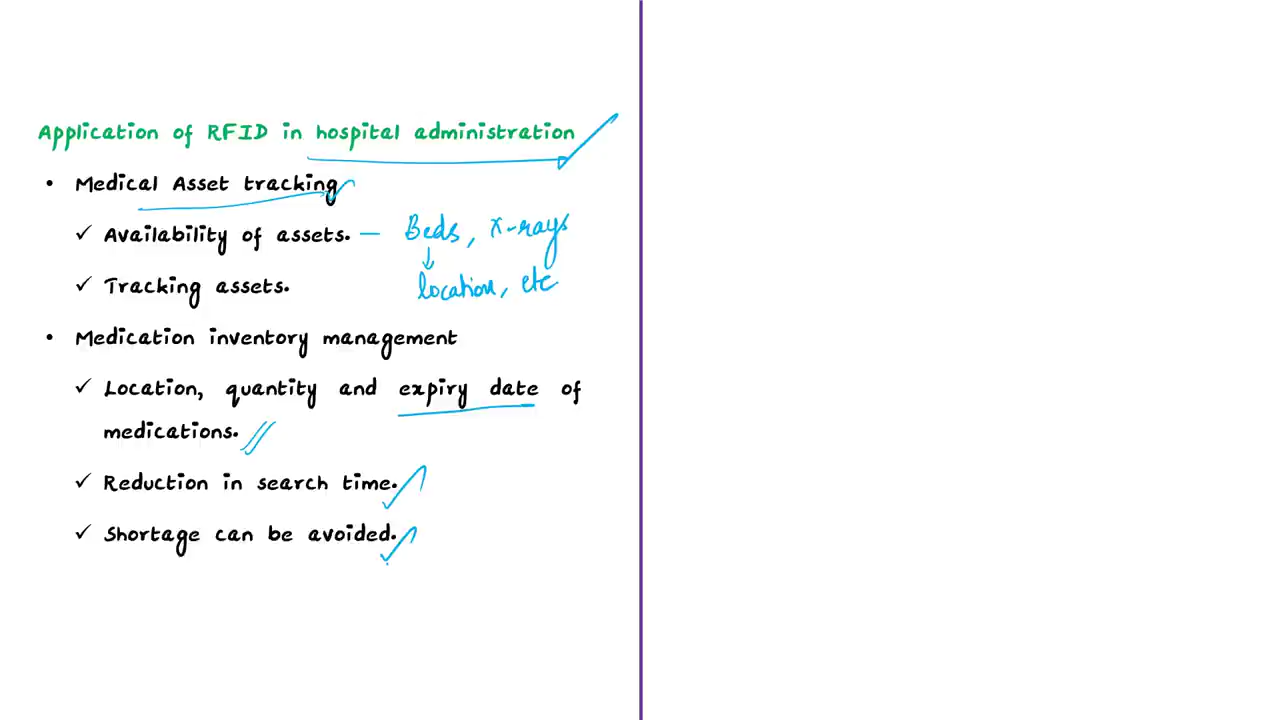 Application of RFID in hospital administration
• Medical Asset tracking
✓ Availability of assets. — Beds, X-rays
✓ Tracking assets. ↓ location, etc
• Medication inventory management
✓ Location, quantity and expiry date of
medications.
✓ Reduction in search time.
✓ Shortage can be avoided.